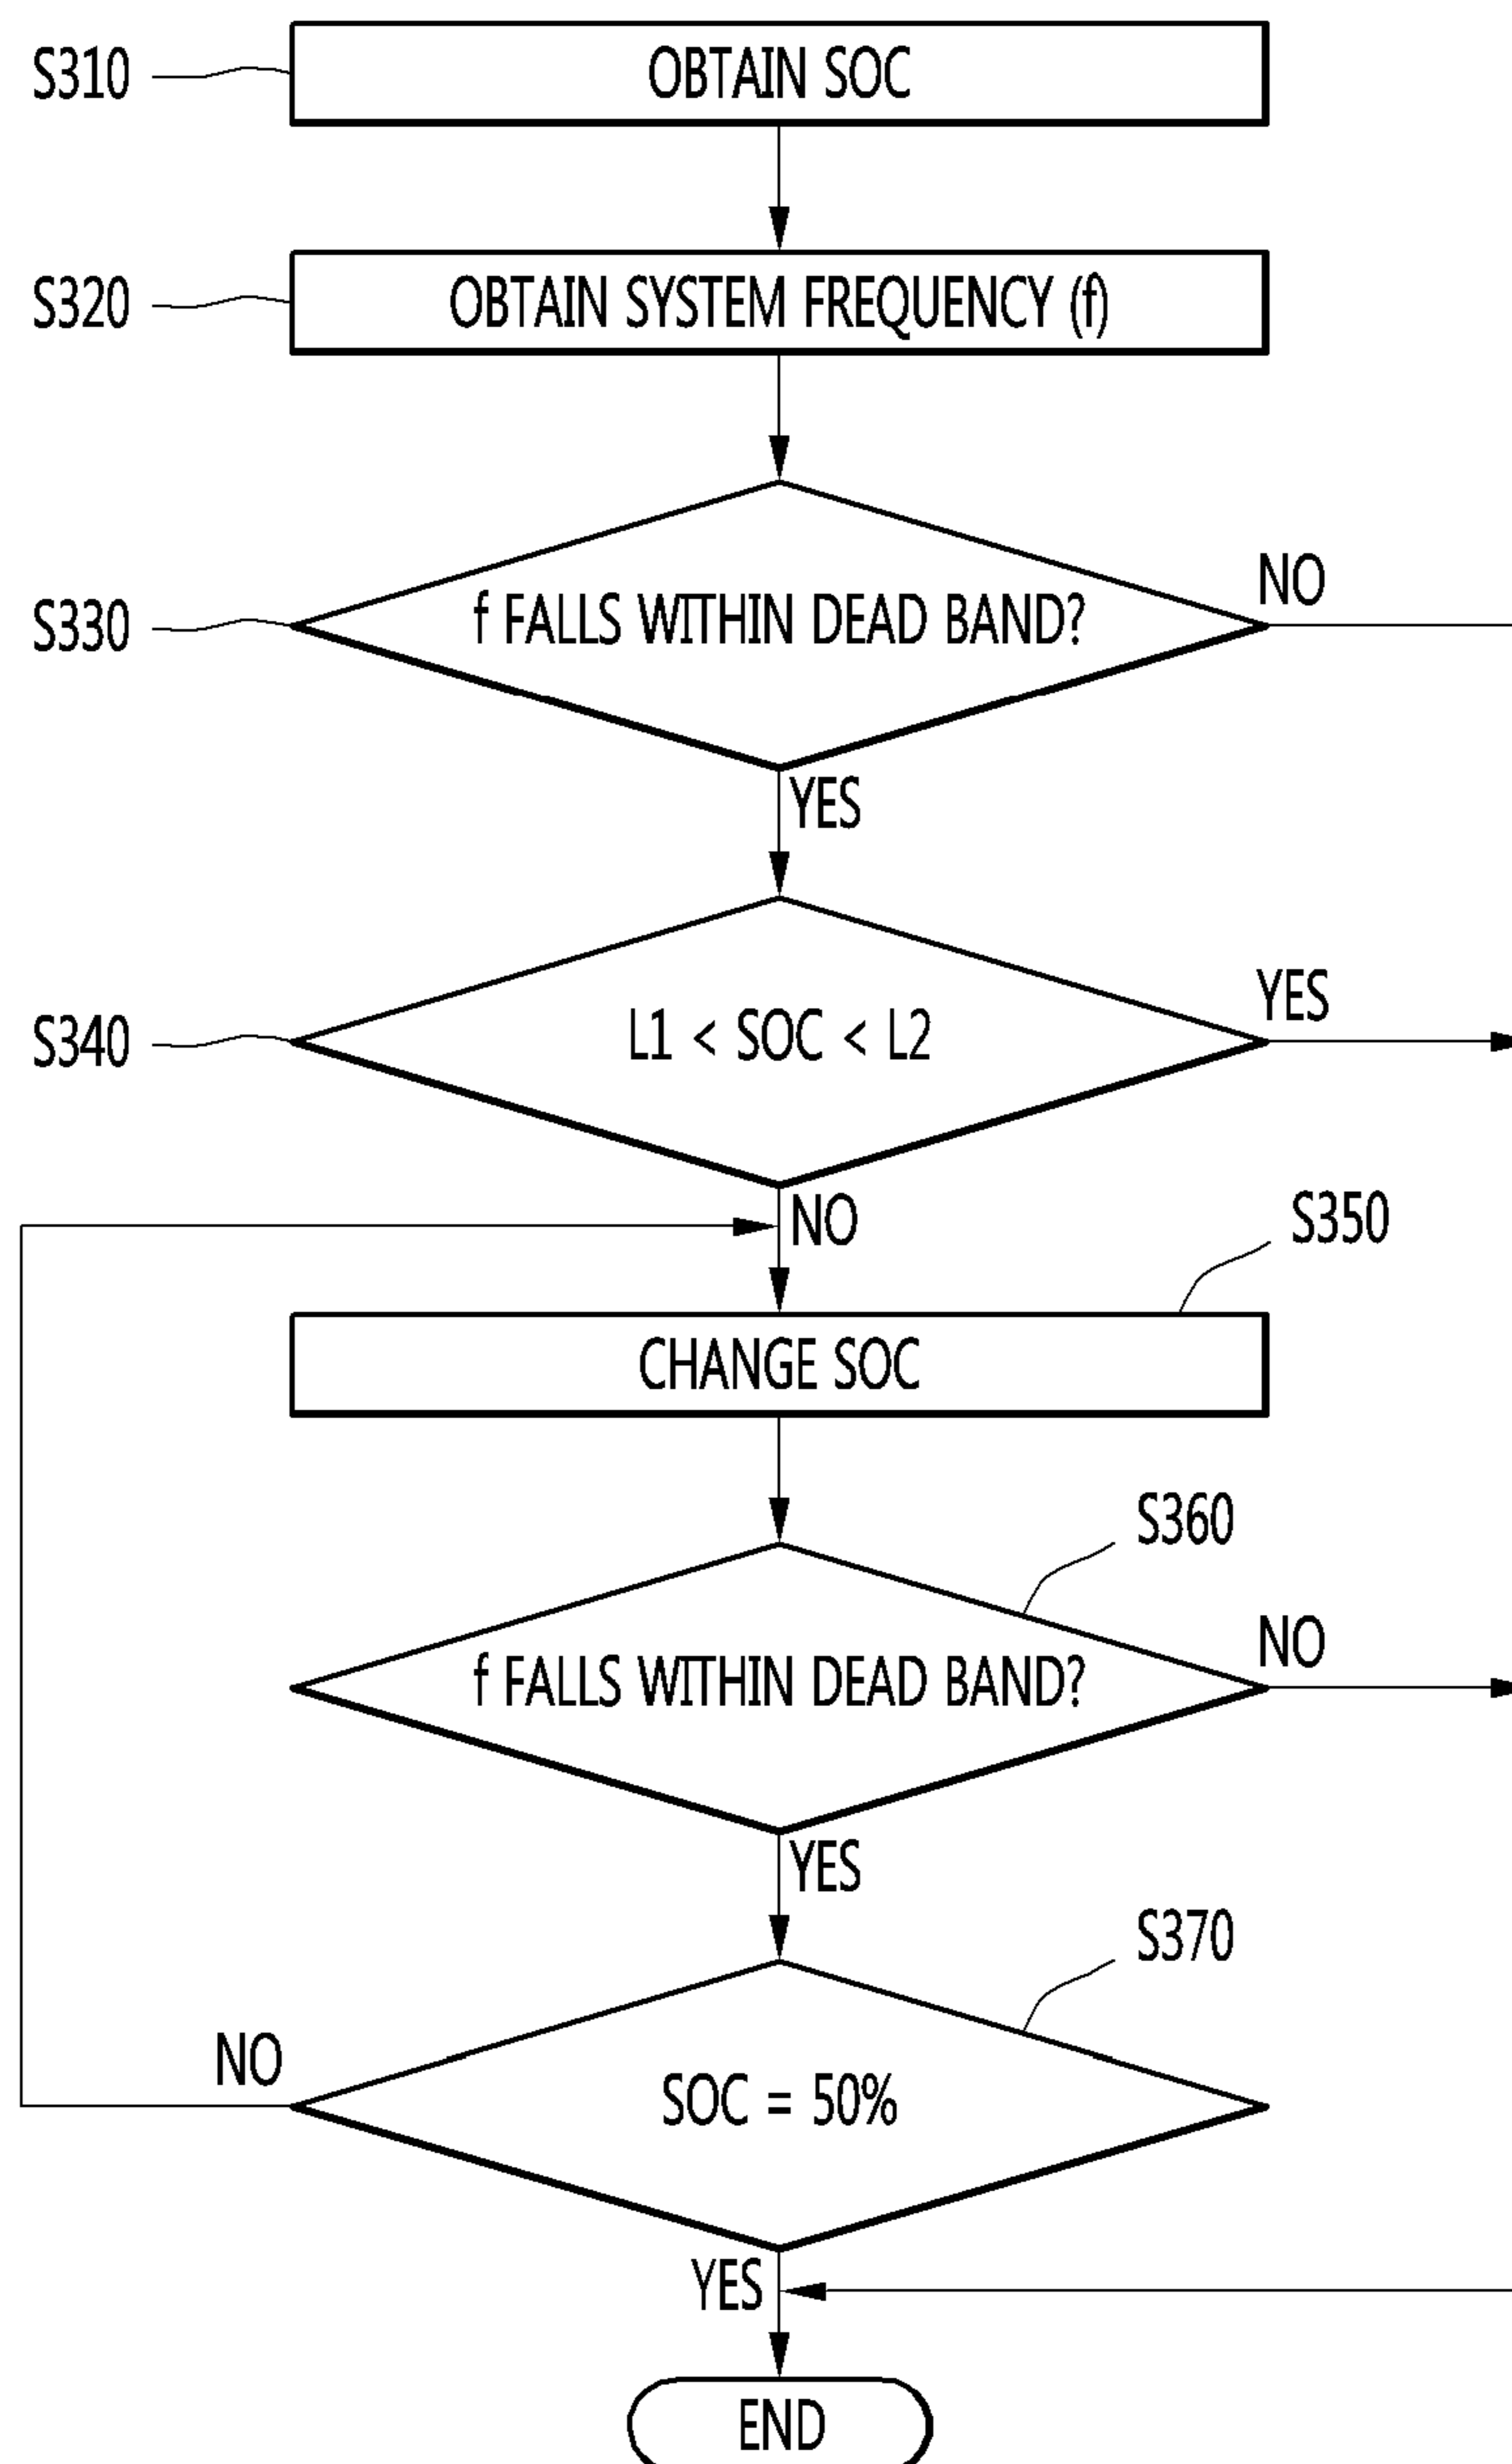 S310
OBTAIN SOC
S320
OBTAIN SYSTEM FREQUENCY (f)
S330
f FALLS WITHIN DEAD BAND?
NO
YES
S340
L1 < SOC < L2
YES
NO
S350
CHANGE SOC
S360
f FALLS WITHIN DEAD BAND?
NO
YES
S370
NO
SOC = 50%
YES
END